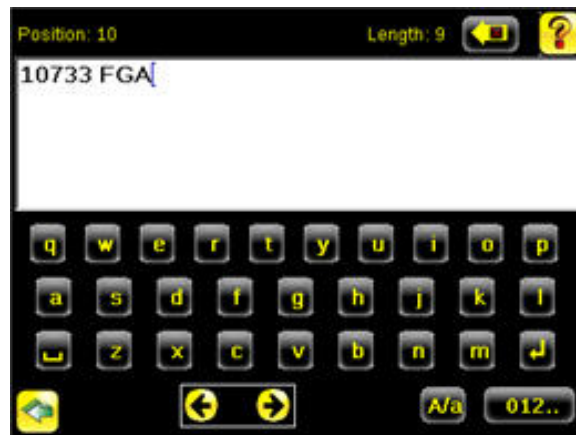 Position: 10 Length: 9 ?
10733 FGA
q w e r t y u i o p
a s d f g h j k l
z x c v b n m
A/a 012..